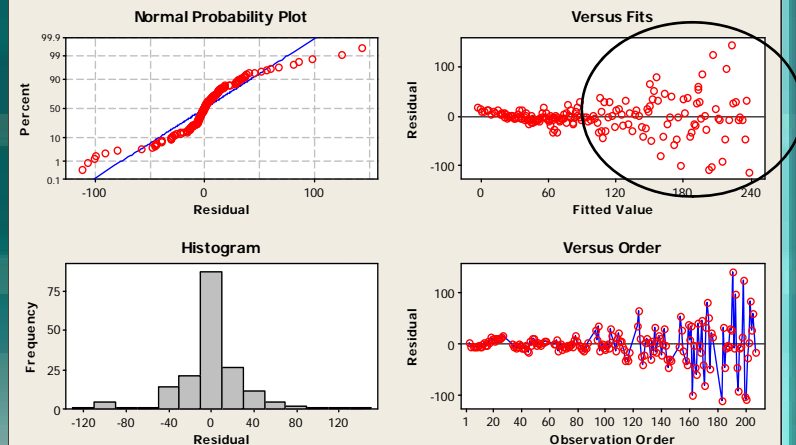 Normal Probability Plot
99.9
99
90
50
10
1
0.1
Percent
-100 0 100
Residual
Versus Fits
100
0
-100
Residual
0 60 120 180 240
Fitted Value
Histogram
75
50
25
0
Frequency
-120 -80 -40 0 40 80 120
Residual
Versus Order
100
0
-100
Residual
1 20 40 60 80 100 120 140 160 180 200
Observation Order